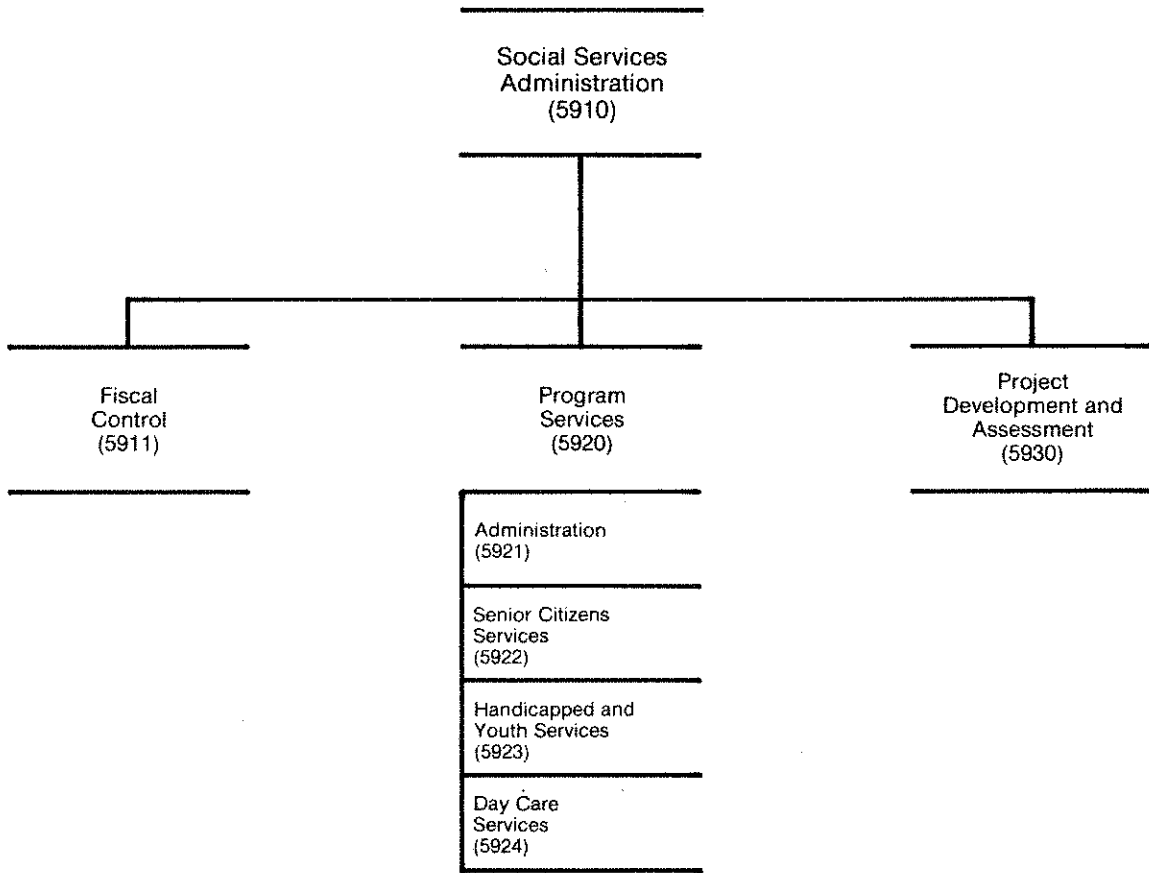 Social Services
Administration
(5910)
Fiscal
Control
(5911)
Program
Services
(5920)
Project
Development and
Assessment
(5930)
Administration
(5921)
Senior Citizens
Services
(5922)
Handicapped and
Youth Services
(5923)
Day Care
Services
(5924)